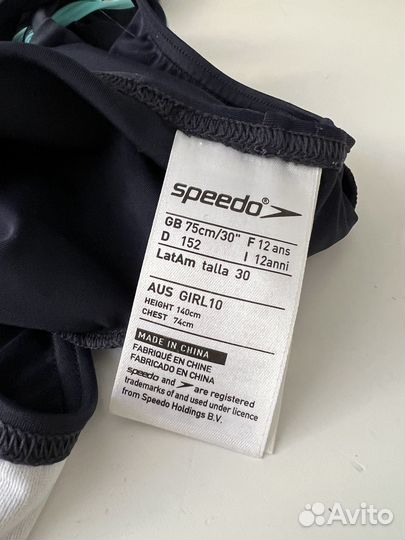 speedo®
GB 75cm/30" F 12 ans
D 152 I 12anni
LatAm talla 30
AUS GIRL10
HEIGHT 140cm
CHEST 74cm
MADE IN CHINA
FABRIQUÉ EN CHINE
FABRICADO EN CHINA
speedo and are registered
trademarks of and used under licence
from Speedo Holdings B.V.
Avito